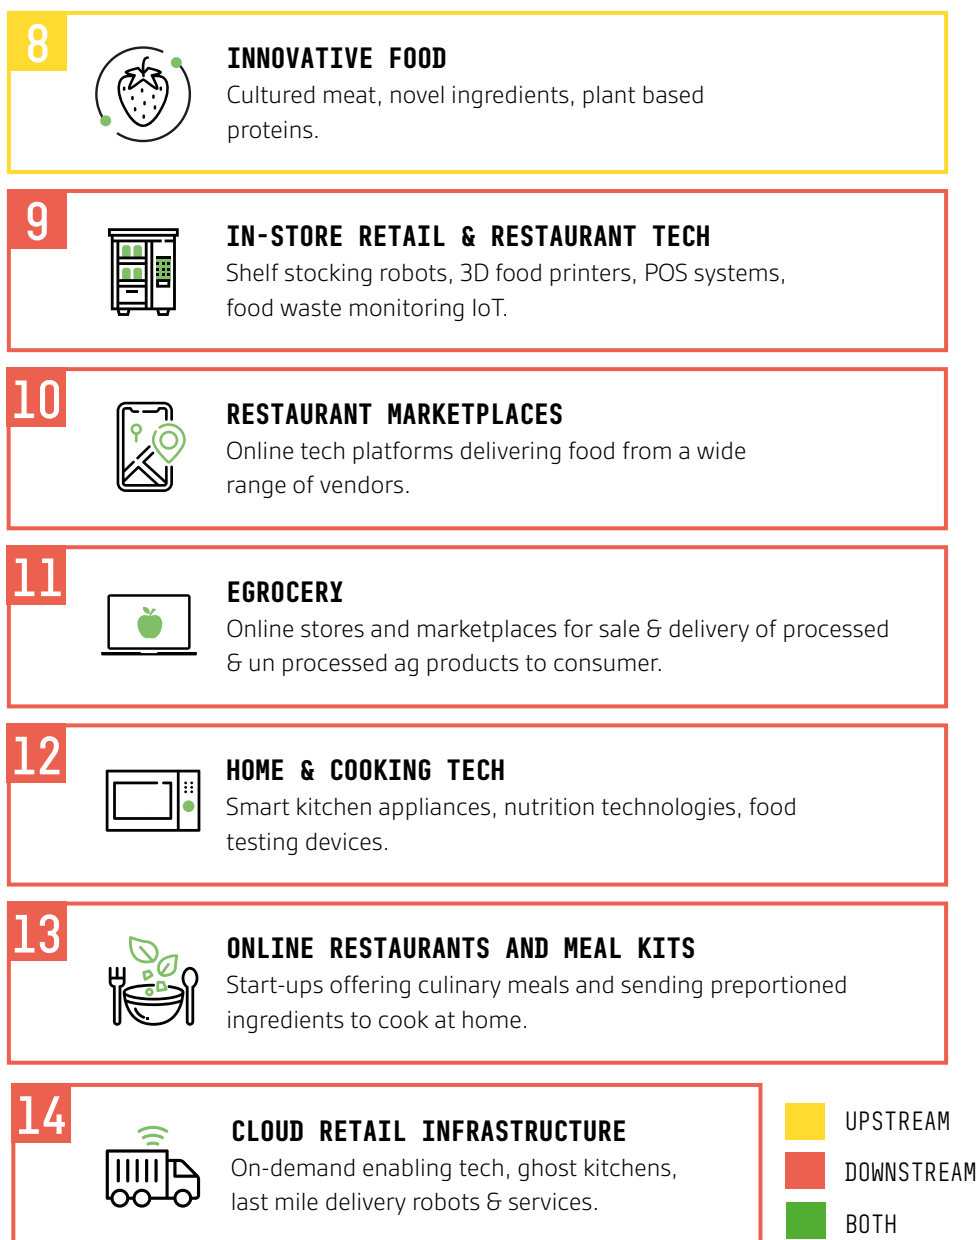 8
INNOVATIVE FOOD
Cultured meat, novel ingredients, plant based
proteins.
9
IN-STORE RETAIL & RESTAURANT TECH
Shelf stocking robots, 3D food printers, POS systems,
food waste monitoring IoT.
10
RESTAURANT MARKETPLACES
Online tech platforms delivering food from a wide
range of vendors.
11
EGROCERY
Online stores and marketplaces for sale & delivery of processed
& un processed ag products to consumer.
12
HOME & COOKING TECH
Smart kitchen appliances, nutrition technologies, food
testing devices.
13
ONLINE RESTAURANTS AND MEAL KITS
Start-ups offering culinary meals and sending preportioned
ingredients to cook at home.
14
CLOUD RETAIL INFRASTRUCTURE
On-demand enabling tech, ghost kitchens,
last mile delivery robots & services.
UPSTREAM
DOWNSTREAM
BOTH